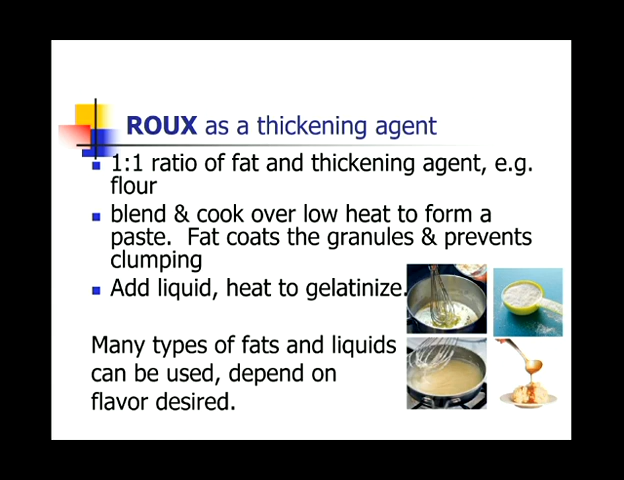 ROUX as a thickening agent
1:1 ratio of fat and thickening agent, e.g.
flour
blend & cook over low heat to form a
paste. Fat coats the granules & prevents
clumping
Add liquid, heat to gelatinize.
Many types of fats and liquids
can be used, depend on
flavor desired.